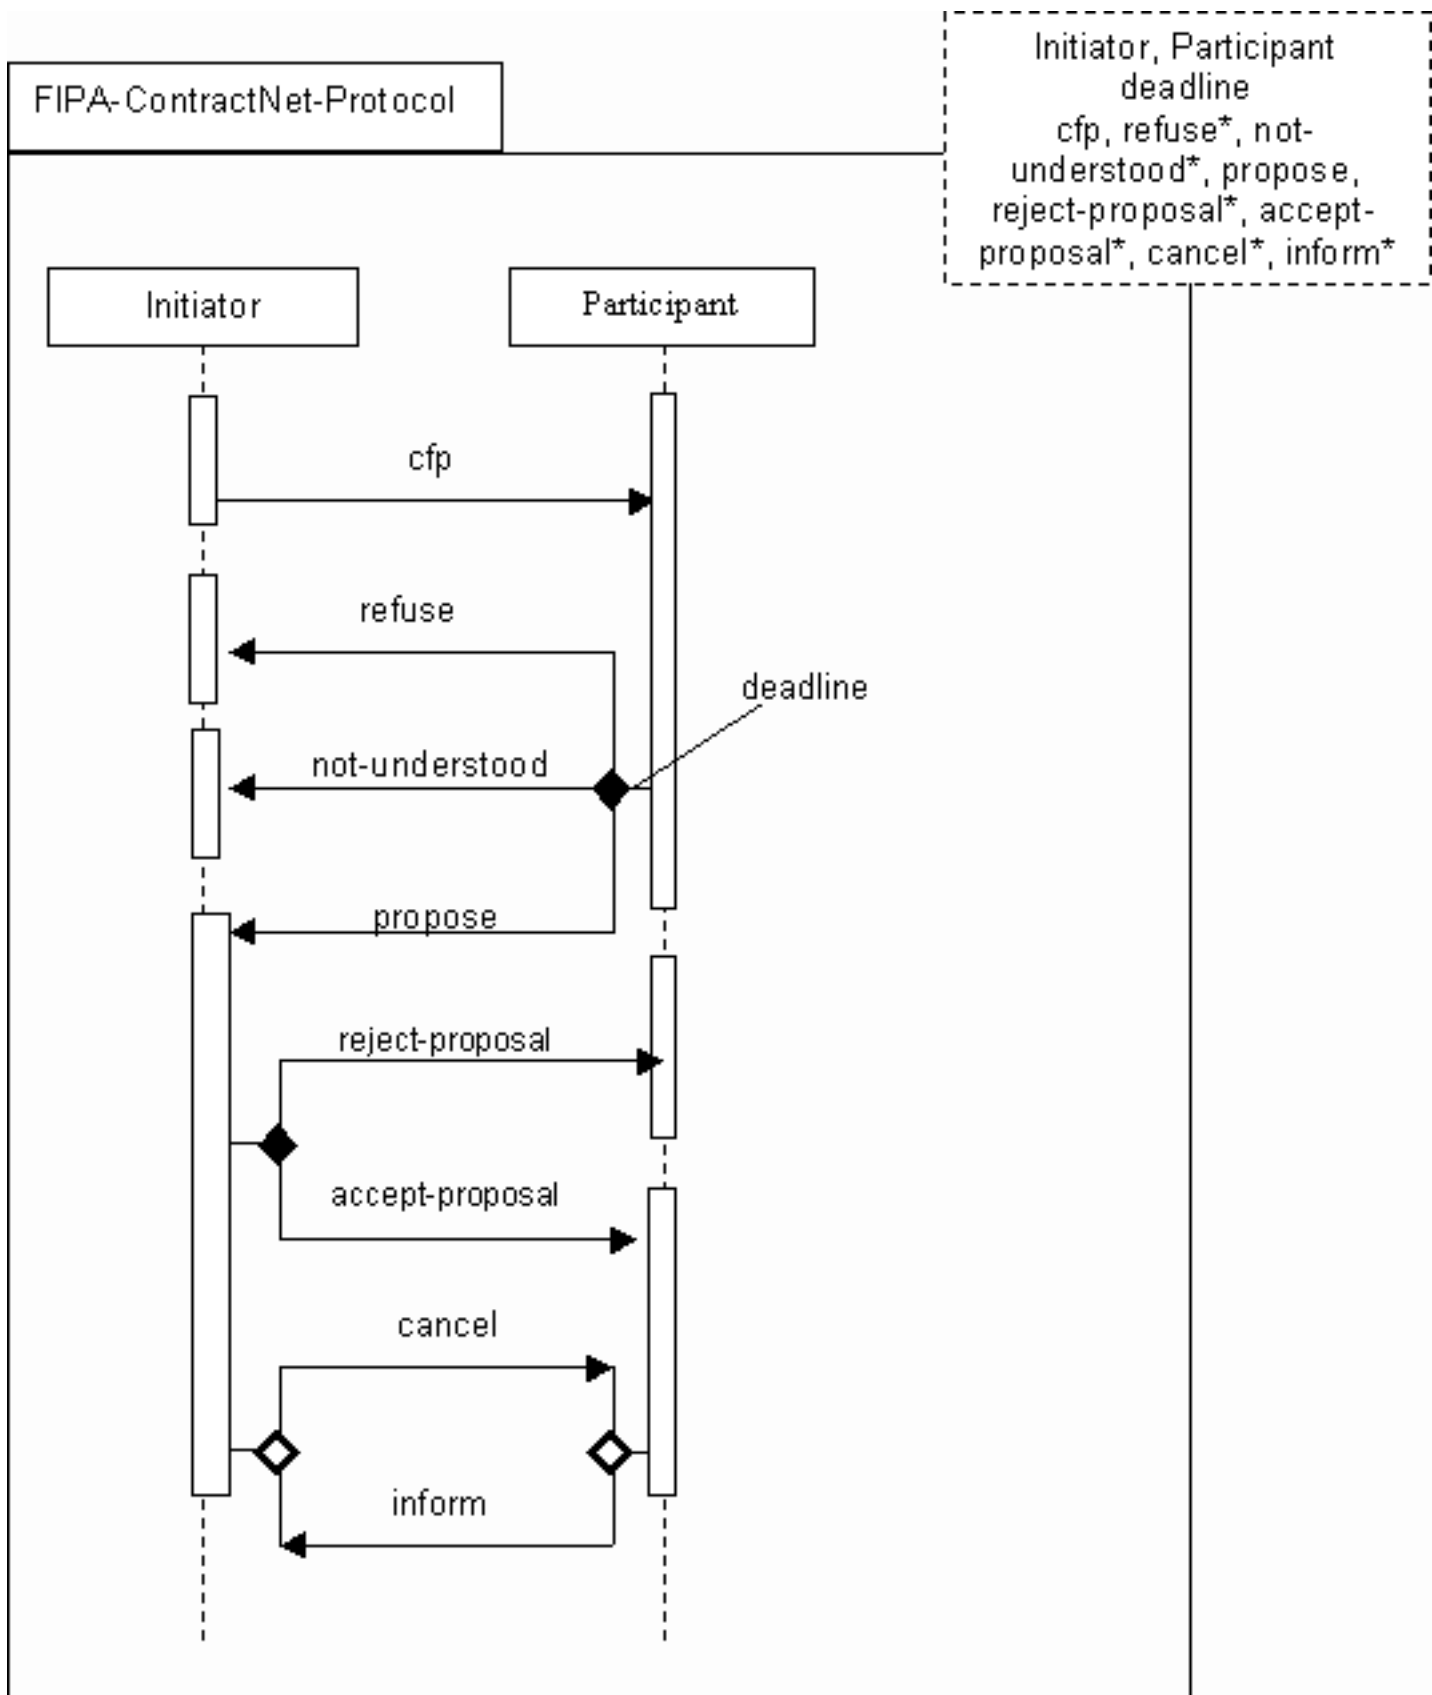 Initiator, Participant
deadline
cfp, refuse*, not-
understood*, propose,
reject-proposal*, accept-
proposal*, cancel*, inform*
FIPA-ContractNet-Protocol
Initiator
Participant
cfp
refuse
deadline
not-understood
propose
reject-proposal
accept-proposal
cancel
inform